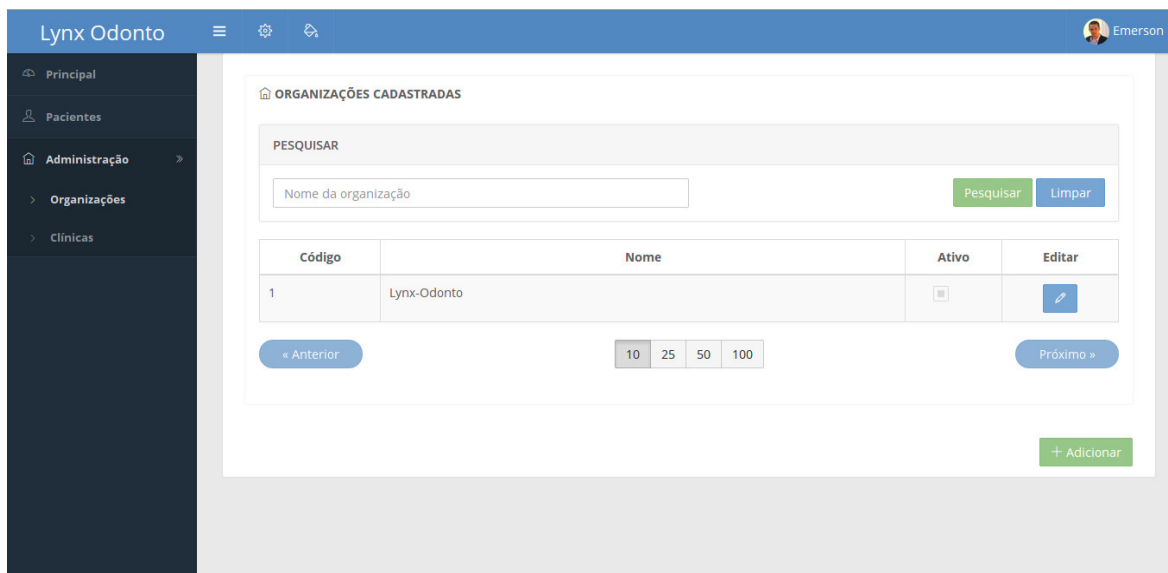 Lynx Odonto
Emerson
Principal
Pacientes
Administração
Organizações
Clínicas
ORGANIZAÇÕES CADASTRADAS
PESQUISAR
Nome da organização
Pesquisar
Limpar
Código Nome Ativo Editar
1 Lynx-Odonto
« Anterior
10 25 50 100
Próximo »
+ Adicionar